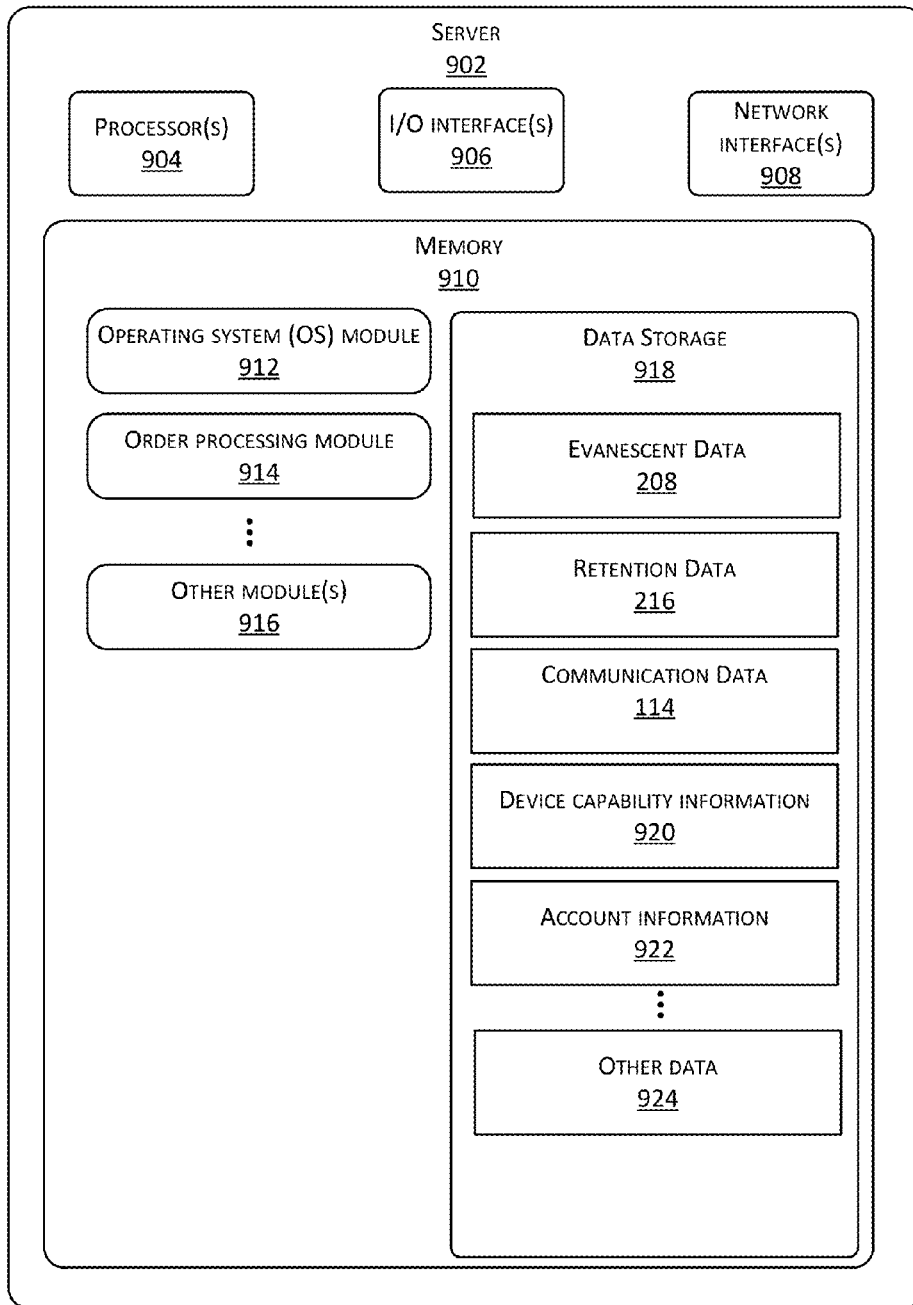 SERVER
902
PROCESSOR(S)
904
I/O INTERFACE(S)
906
NETWORK
INTERFACE(S)
908
MEMORY
910
OPERATING SYSTEM (OS) MODULE
912
ORDER PROCESSING MODULE
914
OTHER MODULE(S)
916
DATA STORAGE
918
EVANESCENT DATA
208
RETENTION DATA
216
COMMUNICATION DATA
114
DEVICE CAPABILITY INFORMATION
920
ACCOUNT INFORMATION
922
OTHER DATA
924